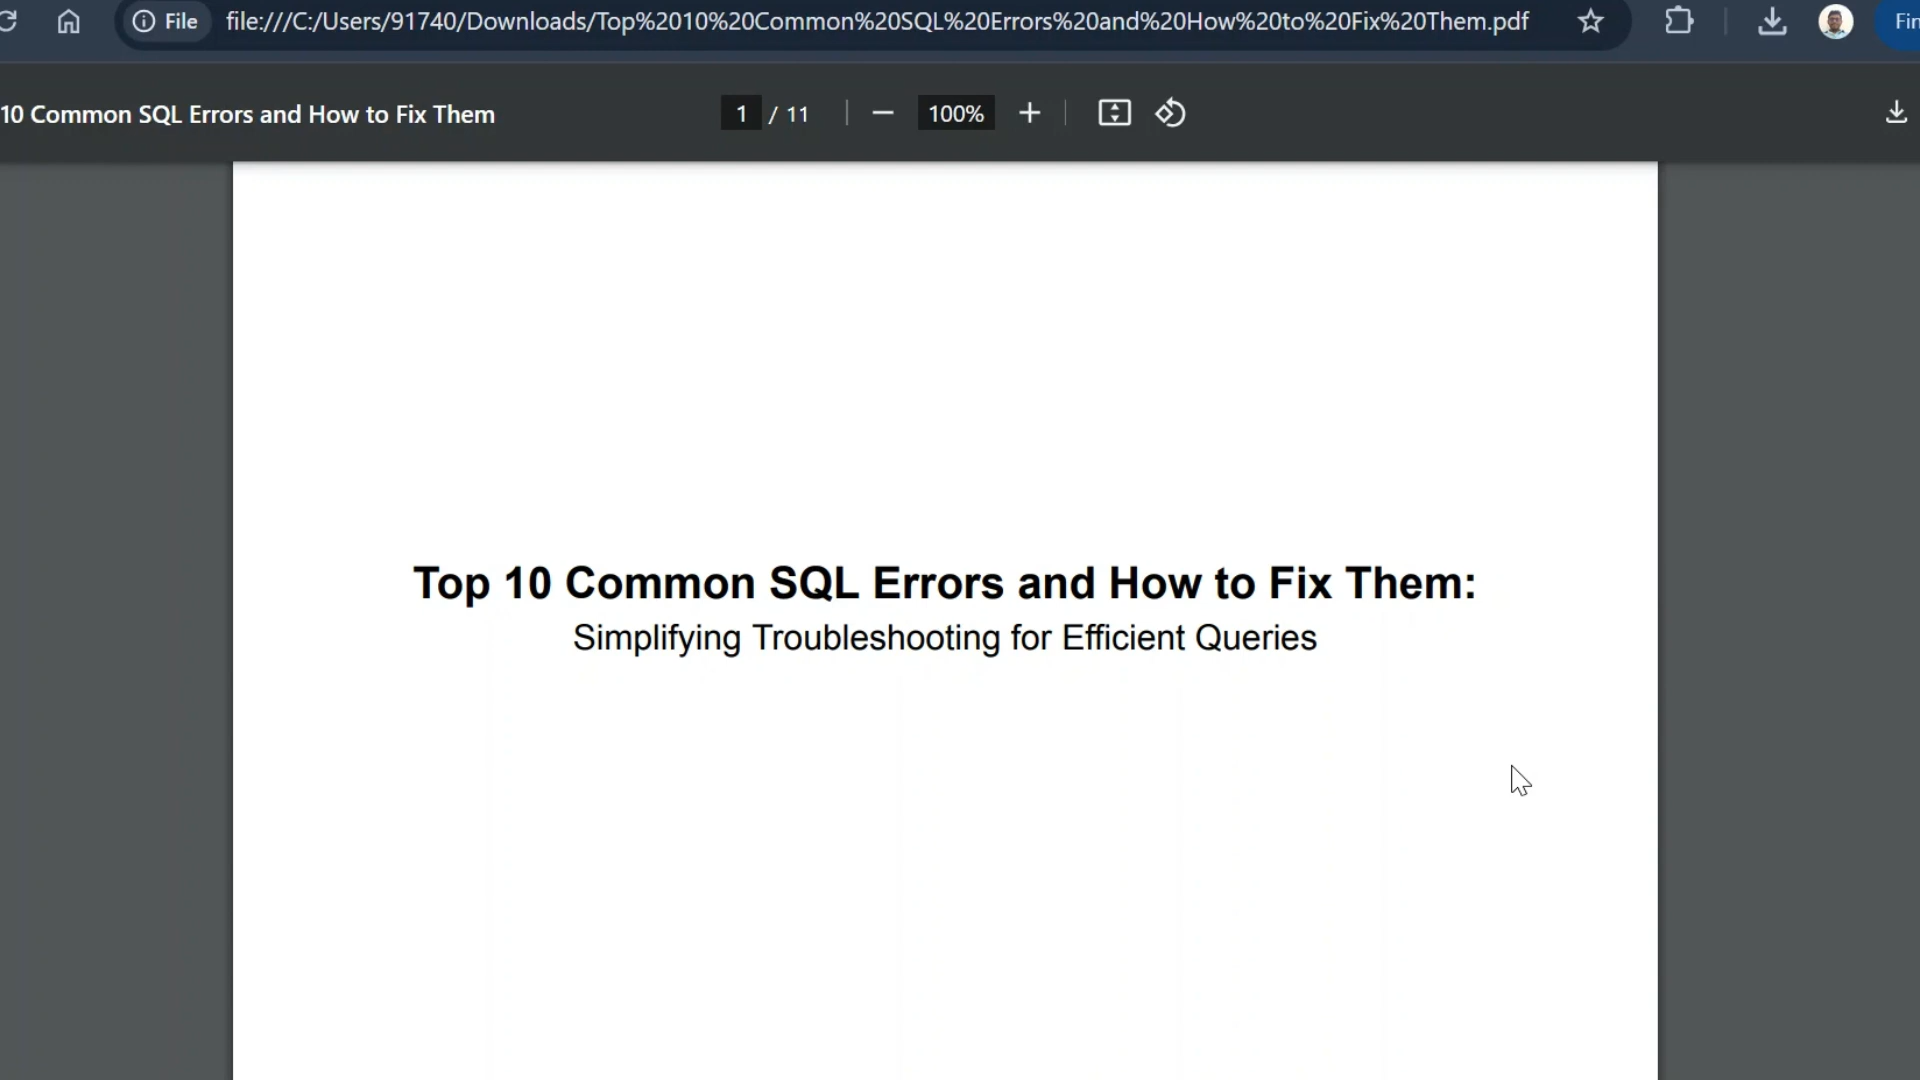 File file:///C:/Users/91740/Downloads/Top%2010%20Common%20SQL%20Errors%20and%20How%20to%20Fix%20Them.pdf
10 Common SQL Errors and How to Fix Them 1 / 11 100%
Top 10 Common SQL Errors and How to Fix Them:
Simplifying Troubleshooting for Efficient Queries